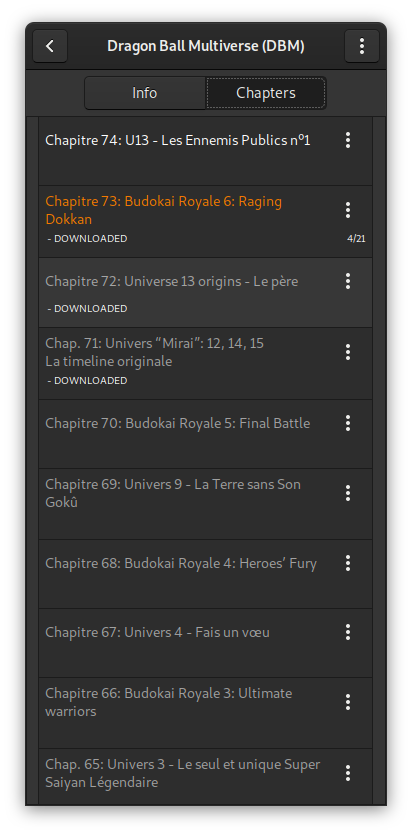 Dragon Ball Multiverse (DBM)
Info
Chapters
Chapitre 74: U13 - Les Ennemis Publics nº1
Chapitre 73: Budokai Royale 6: Raging
Dokkan
- DOWNLOADED
4/21
Chapitre 72: Universe 13 origins - Le père
- DOWNLOADED
Chap. 71: Univers “Mirai”: 12, 14, 15
La timeline originale
- DOWNLOADED
Chapitre 70: Budokai Royale 5: Final Battle
Chapitre 69: Univers 9 - La Terre sans Son
Gokû
Chapitre 68: Budokai Royale 4: Heroes’ Fury
Chapitre 67: Univers 4 - Fais un vœu
Chapitre 66: Budokai Royale 3: Ultimate
warriors
Chap. 65: Univers 3 - Le seul et unique Super
Saiyan Légendaire